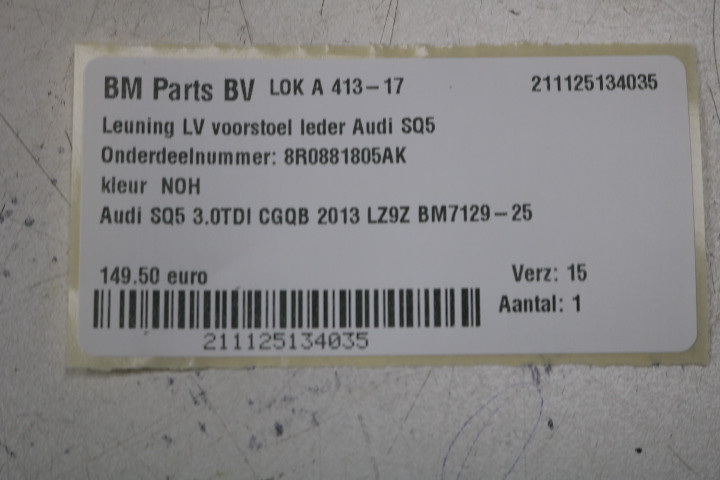 BM Parts BV LOK A 413-17 211125134035
Leuning LV voorstoel leder Audi SQ5
Onderdeelnummer: 8R0881805AK
kleur NOH
Audi SQ5 3.0TDI CGQB 2013 LZ9Z BM7129-25
149.50 euro Verz: 15
Aantal: 1
211125134035